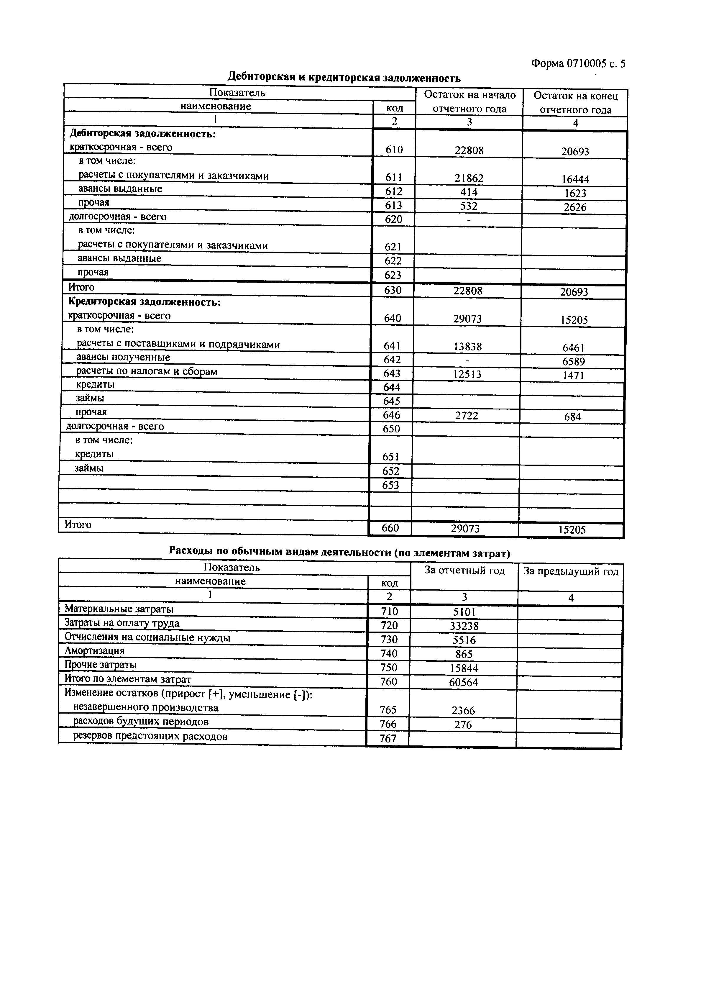 Форма 0710005 с. 5
Дебиторская и кредиторская задолженность
Показатель Остаток на начало отчетного года Остаток на конец отчетного года
наименование код
1 2 3 4
Дебиторская задолженность:
краткосрочная - всего 610 22808 20693
в том числе:
расчеты с покупателями и заказчиками 611 21862 16444
авансы выданные 612 414 1623
прочая 613 532 2626
долгосрочная - всего 620 -
в том числе:
расчеты с покупателями и заказчиками 621
авансы выданные 622
прочая 623
Итого 630 22808 20693
Кредиторская задолженность:
краткосрочная - всего 640 29073 15205
в том числе:
расчеты с поставщиками и подрядчиками 641 13838 6461
авансы полученные 642 - 6589
расчеты по налогам и сборам 643 12513 1471
кредиты 644
займы 645
прочая 646 2722 684
долгосрочная - всего 650
в том числе:
кредиты 651
займы 652
653
Итого 660 29073 15205
Расходы по обычным видам деятельности (по элементам затрат)
Показатель За отчетный год За предыдущий год
наименование код
1 2 3 4
Материальные затраты 710 5101
Затраты на оплату труда 720 33238
Отчисления на социальные нужды 730 5516
Амортизация 740 865
Прочие затраты 750 15844
Итого по элементам затрат 760 60564
Изменение остатков (прирост [+], уменьшение [-]):
незавершенного производства 765 2366
расходов будущих периодов 766 276
резервов предстоящих расходов 767